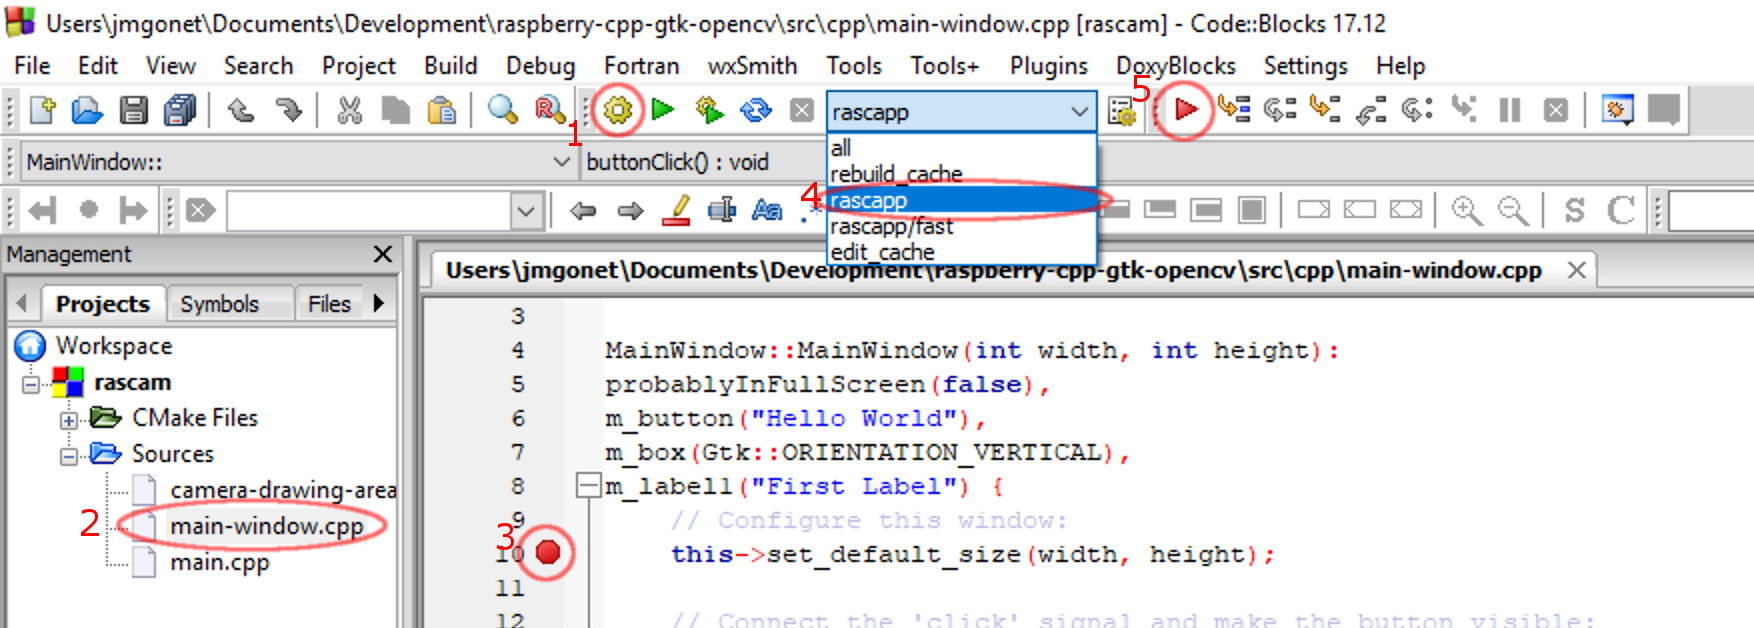 Users\jmgonet\Documents\Development\raspberry-cpp-gtk-opencv\src\cpp\main-window.cpp [rascam] - Code::Blocks 17.12
File Edit View Search Project Build Debug Fortran wxSmith Tools Tools+ Plugins DoxyBlocks Settings Help
1
rascapp
5
MainWindow::
buttonClick() : void
all
rebuild_cache
4
rascapp
rascapp/fast
edit_cache
Aa
.*
S
C
Management
Users\jmgonet\Documents\Development\raspberry-cpp-gtk-opencv\src\cpp\main-window.cpp
Projects Symbols Files
Workspace
rascam
CMake Files
Sources
camera-drawing-area
2
main-window.cpp
main.cpp
3
4 MainWindow::MainWindow(int width, int height):
5 probablyInFullScreen(false),
6 m_button("Hello World"),
7 m_box(Gtk::ORIENTATION_VERTICAL),
8 m_label1("First Label") {
9 // Configure this window:
3
10 this->set_default_size(width, height);
11
12 // Connect the 'click' signal and make the button visible: